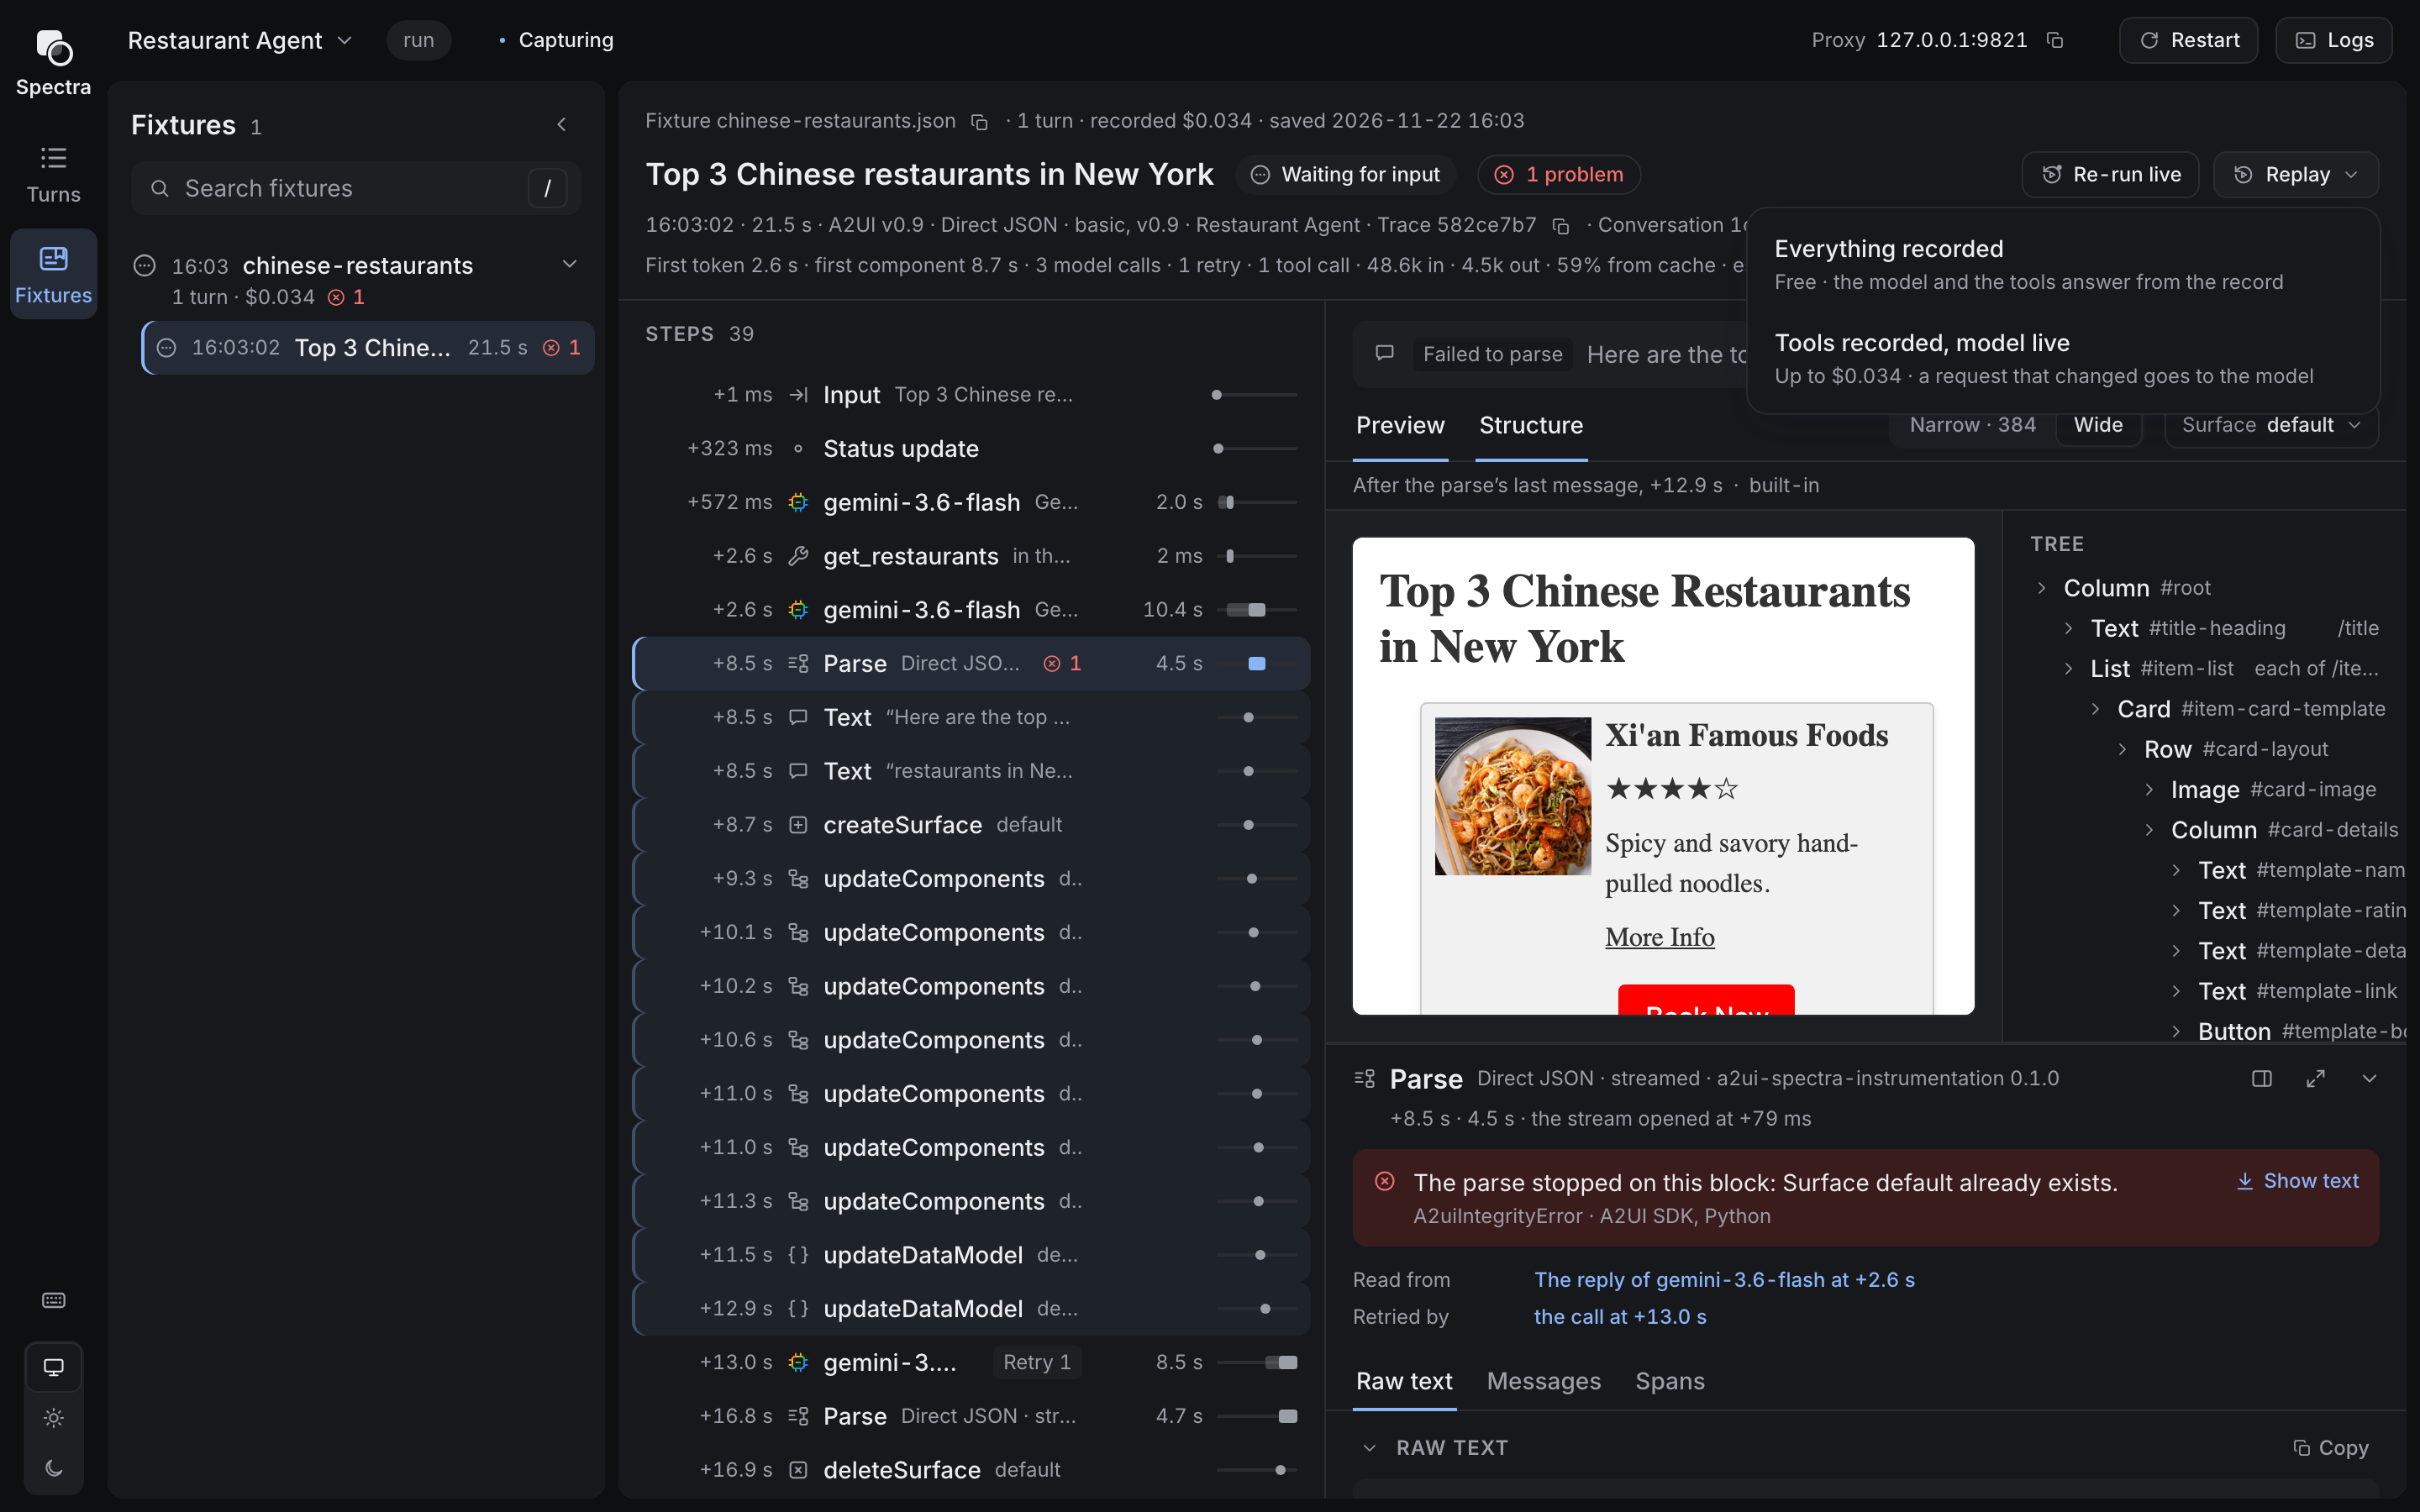 Spectra
Restaurant Agent
run
Capturing
Proxy 127.0.0.1:9821
Restart
Logs
Turns
Fixtures
Fixtures 1
Search fixtures /
16:03 chinese-restaurants
1 turn · $0.034 1
16:03:02 Top 3 Chine... 21.5 s 1
Fixture chinese-restaurants.json · 1 turn · recorded $0.034 · saved 2026-11-22 16:03
Top 3 Chinese restaurants in New York
Waiting for input
1 problem
Re-run live
Replay
16:03:02 · 21.5 s · A2UI v0.9 · Direct JSON · basic, v0.9 · Restaurant Agent · Trace 582ce7b7 · Conversation
First token 2.6 s · first component 8.7 s · 3 model calls · 1 retry · 1 tool call · 48.6k in · 4.5k out · 59% from cache ·
Everything recorded
Free · the model and the tools answer from the record
Tools recorded, model live
Up to $0.034 · a request that changed goes to the model
STEPS 39
+1 ms Input Top 3 Chinese re...
+323 ms Status update
+572 ms gemini-3.6-flash Ge... 2.0 s
+2.6 s get_restaurants in th... 2 ms
+2.6 s gemini-3.6-flash Ge... 10.4 s
+8.5 s Parse Direct JSO... 1 4.5 s
+8.5 s Text “Here are the top ...
+8.5 s Text “restaurants in Ne...
+8.7 s createSurface default
+9.3 s updateComponents d..
+10.1 s updateComponents d..
+10.2 s updateComponents d..
+10.6 s updateComponents d..
+11.0 s updateComponents d..
+11.0 s updateComponents d..
+11.3 s updateComponents d..
+11.5 s updateDataModel de...
+12.9 s updateDataModel de...
+13.0 s gemini-3.... Retry 1 8.5 s
+16.8 s Parse Direct JSON · str... 4.7 s
+16.9 s deleteSurface default
Failed to parse Here are the
Preview
Structure
Narrow · 384
Wide
Surface default
After the parse’s last message, +12.9 s · built-in
Top 3 Chinese Restaurants
in New York
Xi'an Famous Foods
★★★★☆
Spicy and savory hand-
pulled noodles.
More Info
Book Now
TREE
Column #root
Text #title-heading /title
List #item-list each of /ite...
Card #item-card-template
Row #card-layout
Image #card-image
Column #card-details
Text #template-nam
Text #template-ratin
Text #template-deta
Text #template-link
Button #template-bo
Parse Direct JSON · streamed · a2ui-spectra-instrumentation 0.1.0
+8.5 s · 4.5 s · the stream opened at +79 ms
The parse stopped on this block: Surface default already exists.
Show text
A2uiIntegrityError · A2UI SDK, Python
Read from The reply of gemini-3.6-flash at +2.6 s
Retried by the call at +13.0 s
Raw text
Messages
Spans
RAW TEXT
Copy